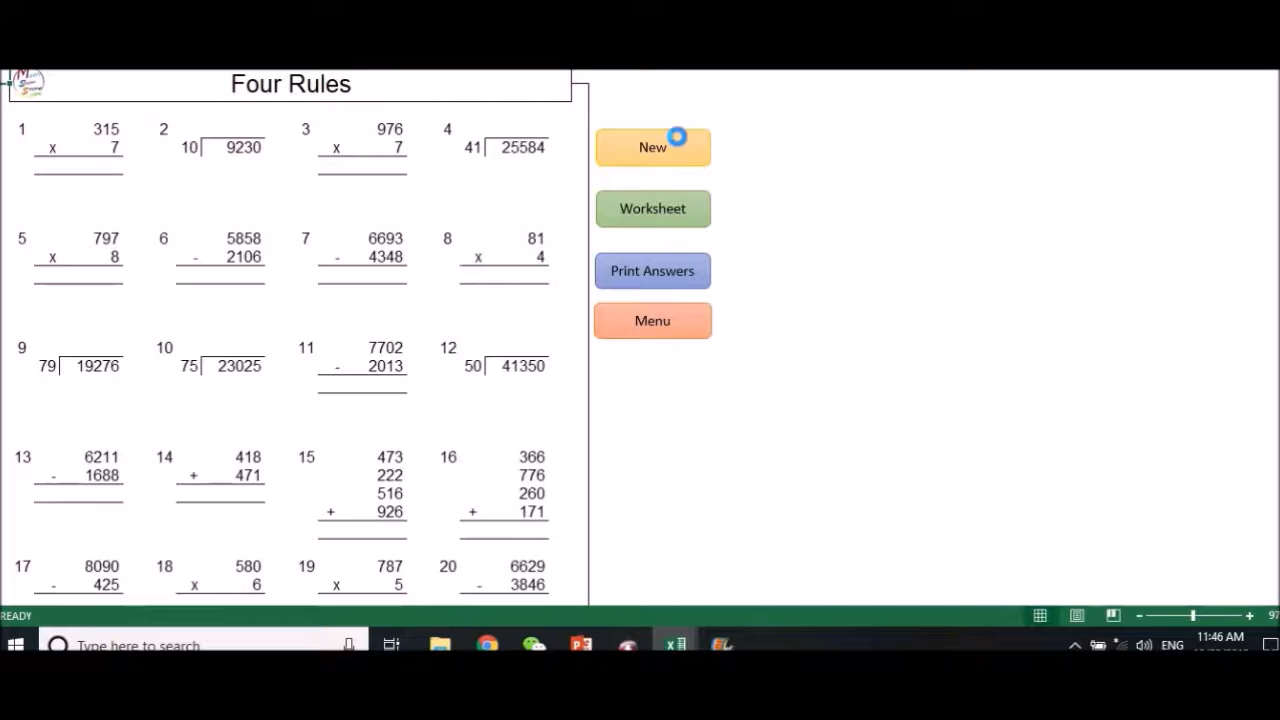 Four Rules
1 315 2 3 976 4
x 7 10 9230 x 7 41 25584
New
Worksheet
5 797 6 5858 7 6693 8 81
x 8 - 2106 - 4348 x 4
Print Answers
Menu
9 10 11 7702 12
79 19276 75 23025 - 2013 50 41350
13 6211 14 418 15 473 16 366
- 1688 + 471 222 776
516 260
+ 926 + 171
17 8090 18 580 19 787 20 6629
- 425 x 6 x 5 - 3846
READY
Type here to search
ENG
11:46 AM